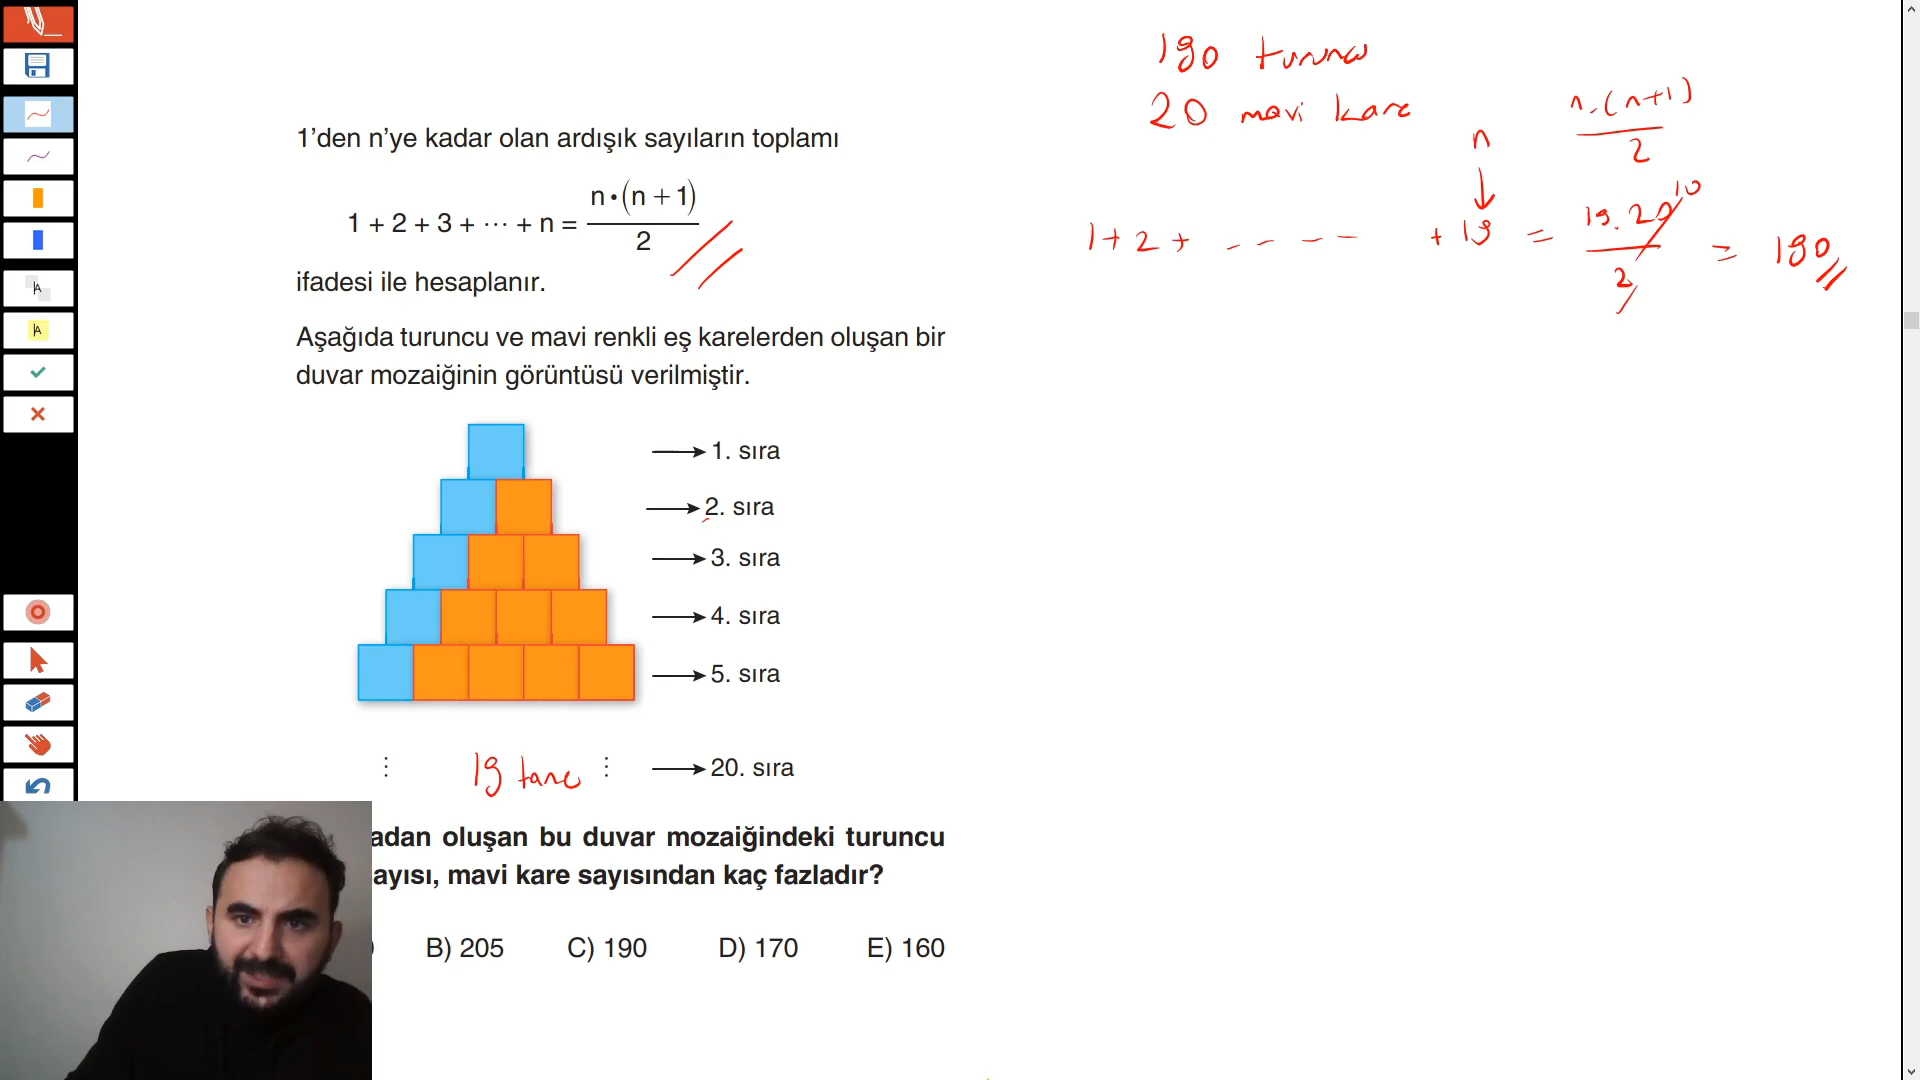 190 turuncu
20 mavi kare
n
n.(n+1)
2
1+2+ ----- +19 = 19.20 10 = 190
2
1’den n’ye kadar olan ardışık sayıların toplamı
1 + 2 + 3 + ··· + n = n•(n + 1)
2
ifadesi ile hesaplanır.
Aşağıda turuncu ve mavi renkli eş karelerden oluşan bir
duvar mozaiğinin görüntüsü verilmiştir.
1. sıra
2. sıra
3. sıra
4. sıra
5. sıra
19 tane
20. sıra
adan oluşan bu duvar mozaiğindeki turuncu
ayısı, mavi kare sayısından kaç fazladır?
) B) 205 C) 190 D) 170 E) 160